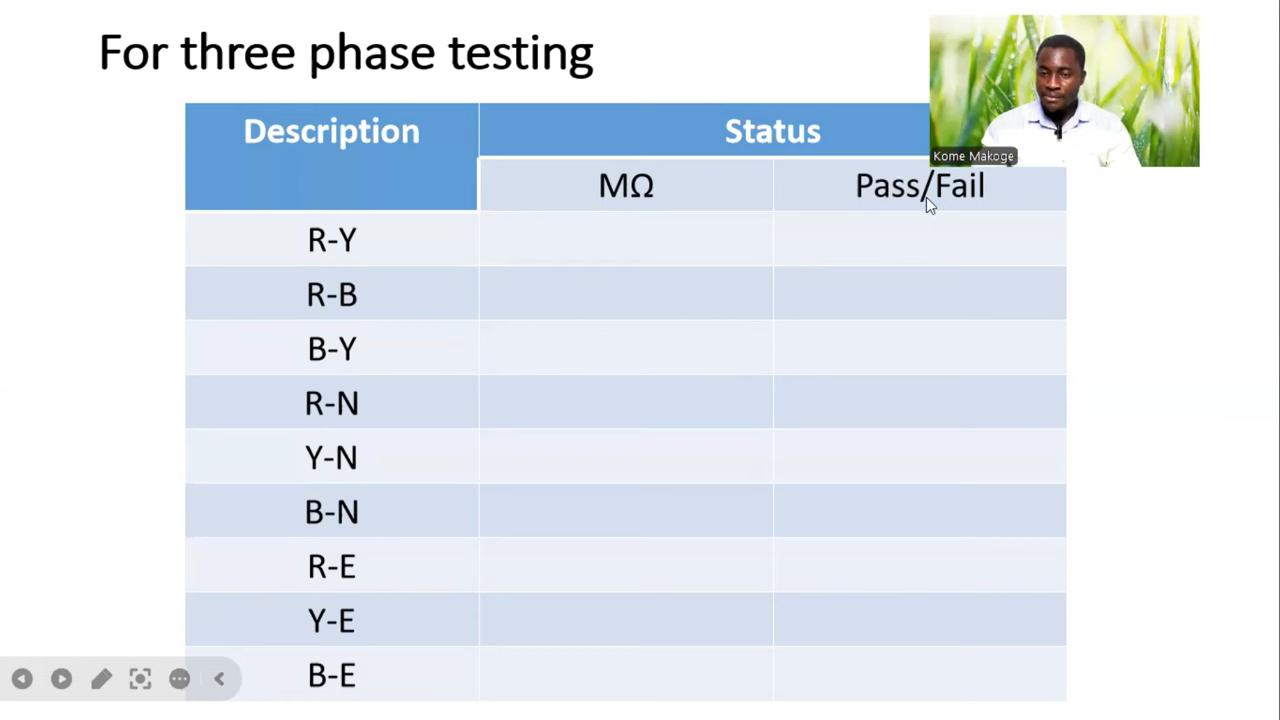 For three phase testing
Description
Status
Kome Makoge
MΩ
Pass/Fail
R-Y
R-B
B-Y
R-N
Y-N
B-N
R-E
Y-E
B-E